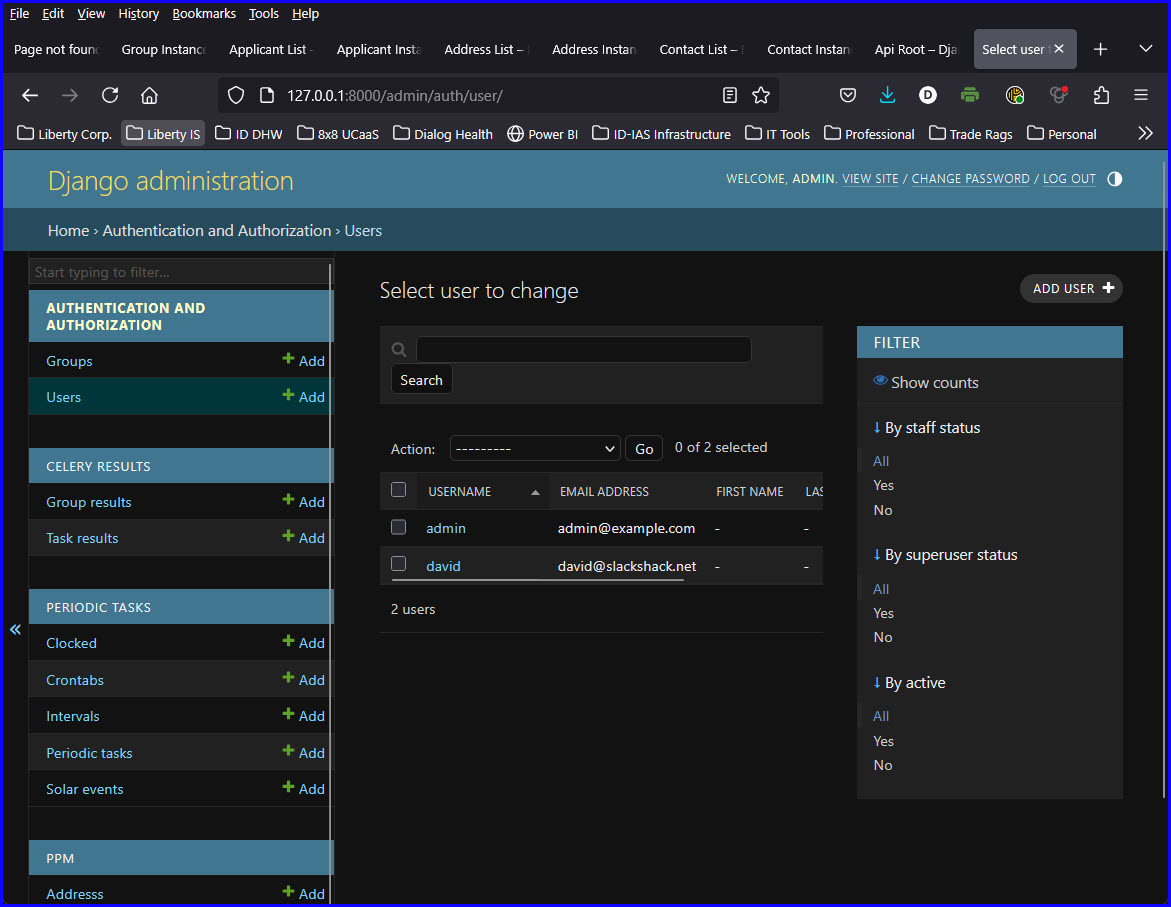 File Edit View History Bookmarks Tools Help
Page not foun Group Instance Applicant List – Applicant Insta Address List – Address Instan Contact List – Contact Instan Api Root – Dja Select user
127.0.0.1:8000/admin/auth/user/
Liberty Corp. Liberty IS ID DHW 8x8 UCaaS Dialog Health Power BI ID-IAS Infrastructure IT Tools Professional Trade Rags Personal
Django administration
WELCOME, ADMIN. VIEW SITE / CHANGE PASSWORD / LOG OUT
Home › Authentication and Authorization › Users
Start typing to filter...
AUTHENTICATION AND
AUTHORIZATION
Groups Add
Users Add
CELERY RESULTS
Group results Add
Task results Add
PERIODIC TASKS
Clocked Add
Crontabs Add
Intervals Add
Periodic tasks Add
Solar events Add
PPM
Addresss Add
Select user to change
ADD USER
Search
Action: --------- Go 0 of 2 selected
USERNAME EMAIL ADDRESS FIRST NAME LAS
admin admin@example.com - -
david david@slackshack.net - -
2 users
FILTER
Show counts
↓ By staff status
All
Yes
No
↓ By superuser status
All
Yes
No
↓ By active
All
Yes
No